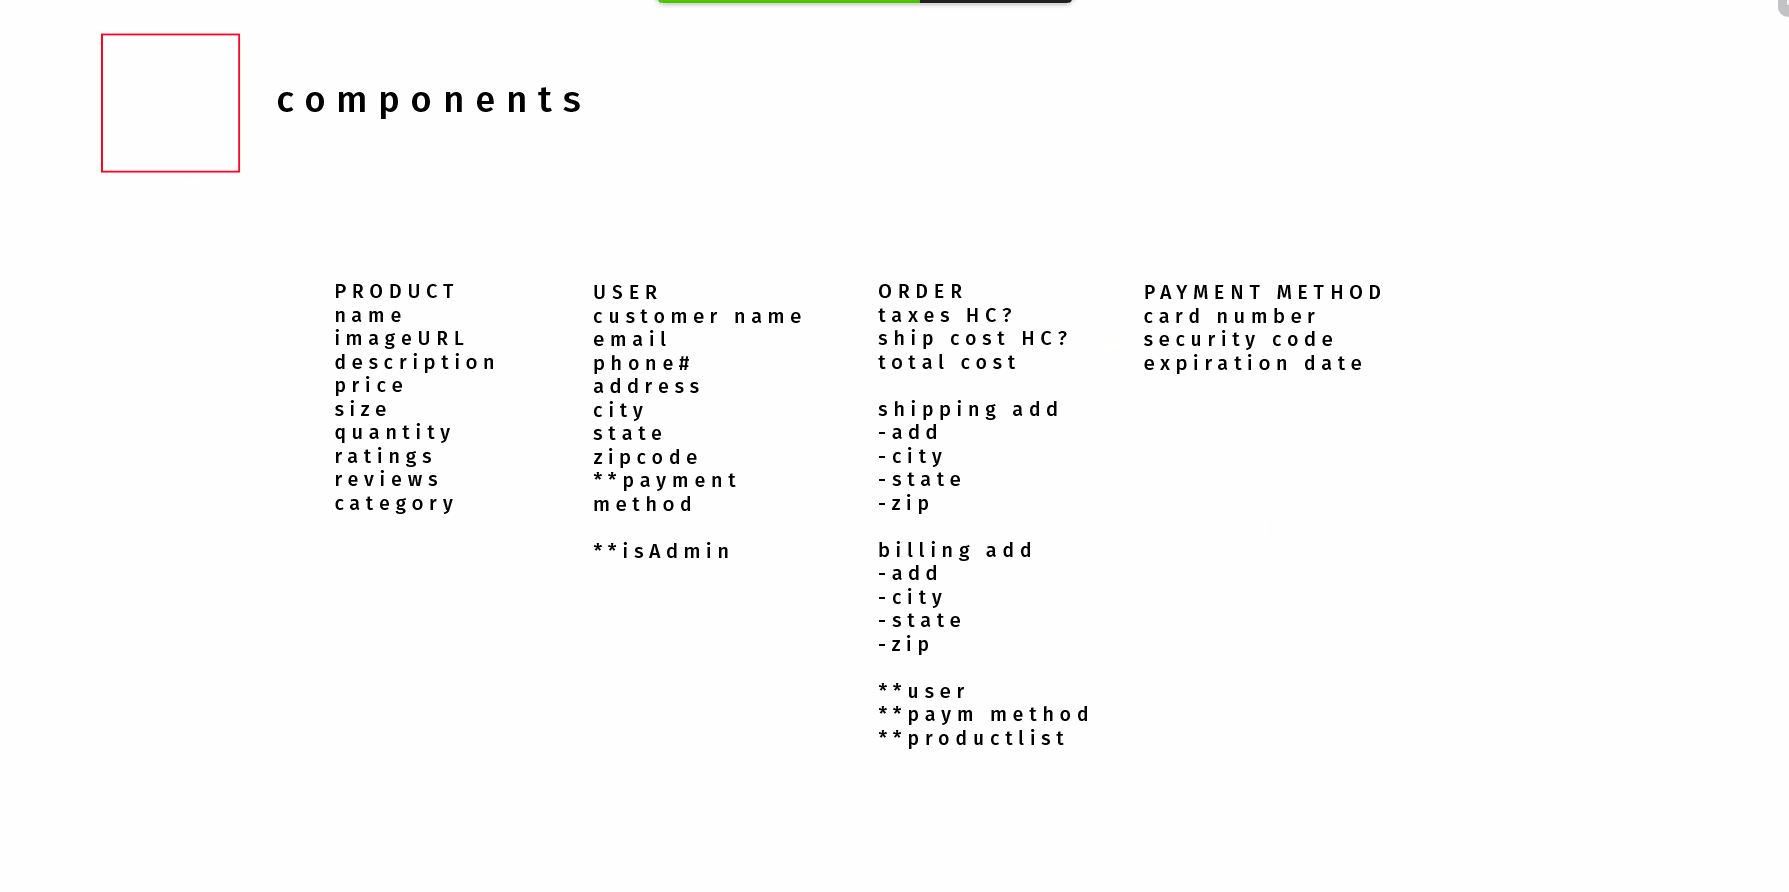 components
PRODUCT
name
imageURL
description
price
size
quantity
ratings
reviews
category
USER
customer name
email
phone#
address
city
state
zipcode
**payment
method
**isAdmin
ORDER
taxes HC?
ship cost HC?
total cost
shipping add
-add
-city
-state
-zip
billing add
-add
-city
-state
-zip
**user
**paym method
**productlist
PAYMENT METHOD
card number
security code
expiration date